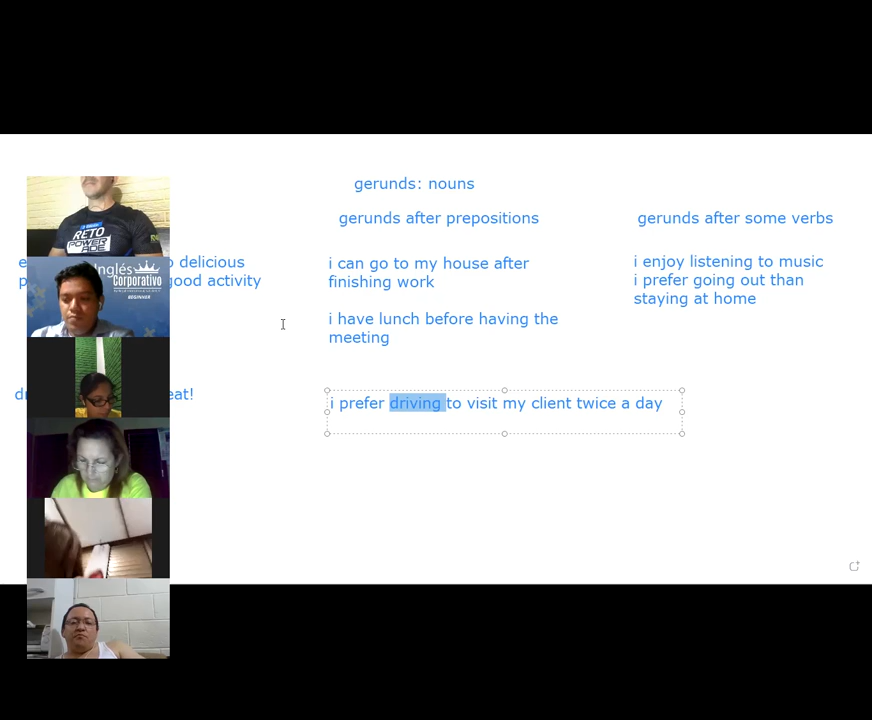 gerunds: nouns
gerunds after prepositions
gerunds after some verbs
delicious
good activity
i can go to my house after
finishing work
i have lunch before having the
meeting
i enjoy listening to music
i prefer going out than
staying at home
eat!
i prefer driving to visit my client twice a day
RETO
POWER
ADE
Inglés
Corporativo
BEGINNER